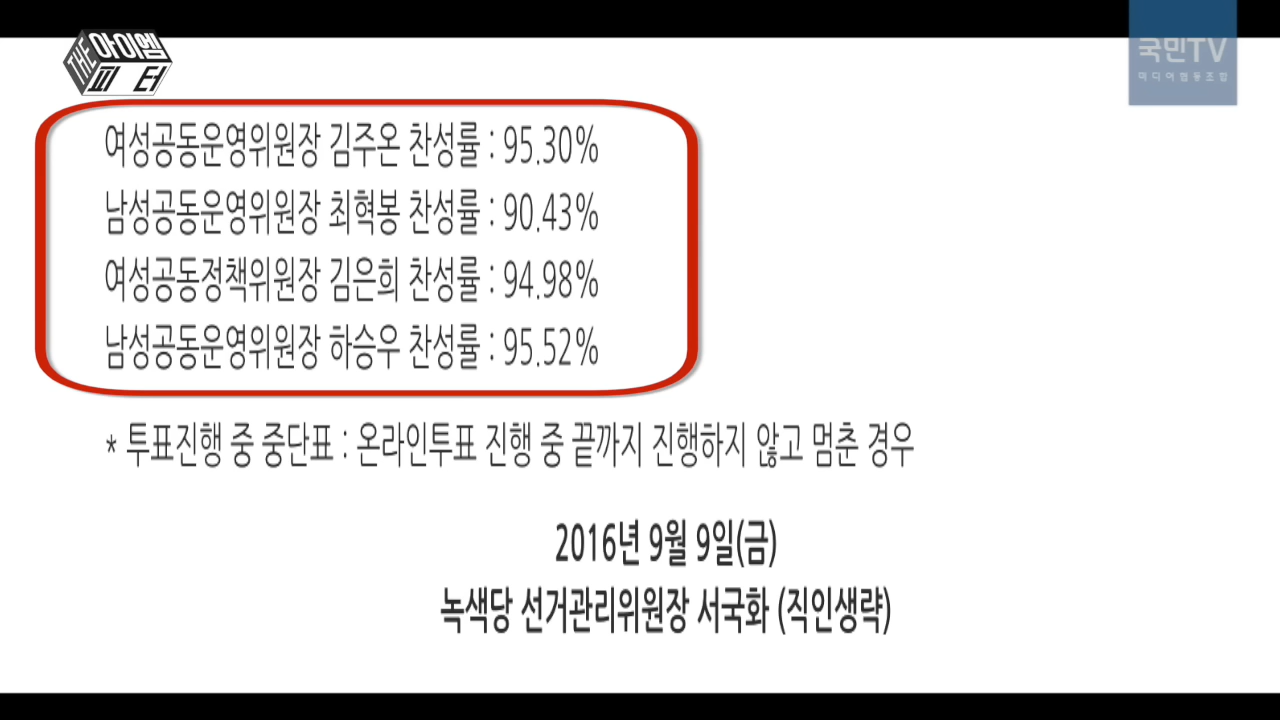 THE 아이엠
피터
국민TV
미디어협동조합
여성공동운영위원장 김주온 찬성률 : 95.30%
남성공동운영위원장 최혁봉 찬성률 : 90.43%
여성공동정책위원장 김은희 찬성률 : 94.98%
남성공동운영위원장 하승우 찬성률 : 95.52%
* 투표진행 중 중단표 : 온라인투표 진행 중 끝까지 진행하지 않고 멈춘 경우
2016년 9월 9일(금)
녹색당 선거관리위원장 서국화 (직인생략)